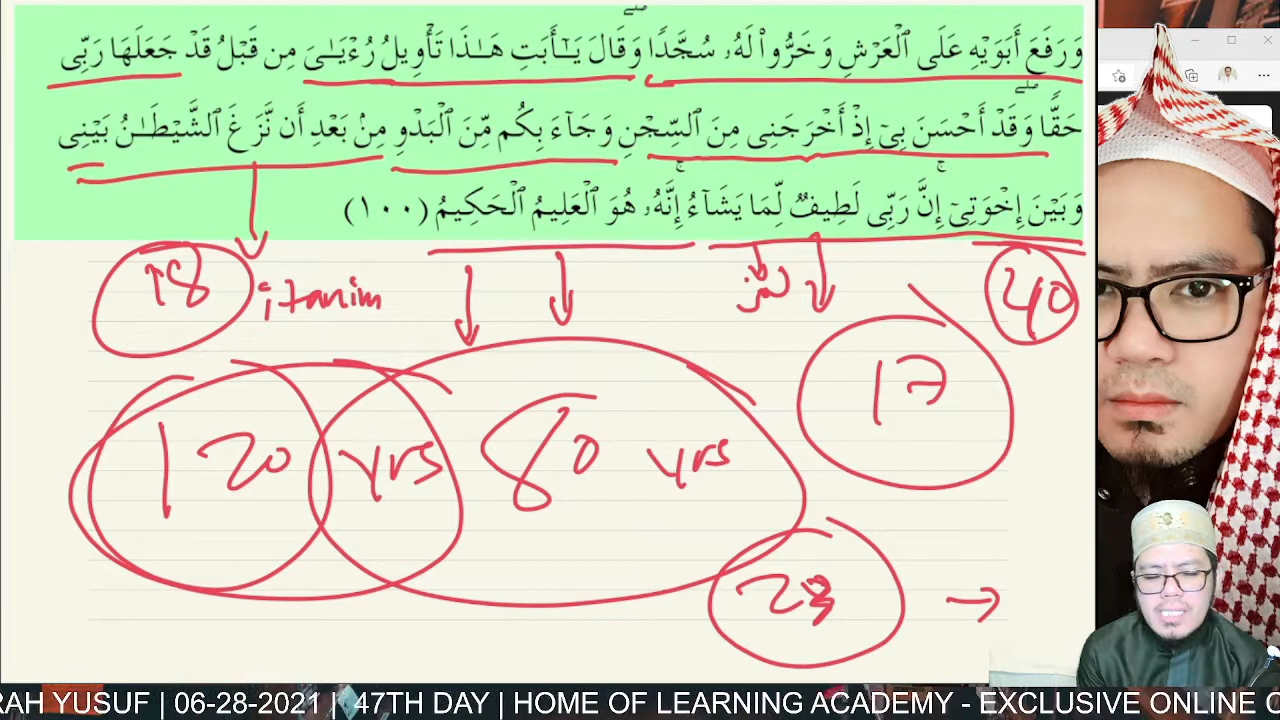 وَرَفَعَ أَبَوَيْهِ عَلَى ٱلْعَرْشِ وَخَرُّوا۟ لَهُۥ سُجَّدًاۖ وَقَالَ يَـٰٓأَبَتِ هَـٰذَا تَأْوِيلُ رُءْيَـٰىَ مِن قَبْلُ قَدْ جَعَلَهَا رَبِّى
حَقًّاۖ وَقَدْ أَحْسَنَ بِىٓ إِذْ أَخْرَجَنِى مِنَ ٱلسِّجْنِ وَجَآءَ بِكُم مِّنَ ٱلْبَدْوِ مِنۢ بَعْدِ أَن نَّزَغَ ٱلشَّيْطَـٰنُ بَيْنِى
وَبَيْنَ إِخْوَتِىٓۚ إِنَّ رَبِّى لَطِيفٌ لِّمَا يَشَآءُۚ إِنَّهُۥ هُوَ ٱلْعَلِيمُ ٱلْحَكِيمُ (١٠٠)
18 itanim
40
17
120 yrs 80 yrs
23
RAH YUSUF | 06-28-2021 | 47TH DAY | HOME OF LEARNING ACADEMY - EXCLUSIVE ONLINE